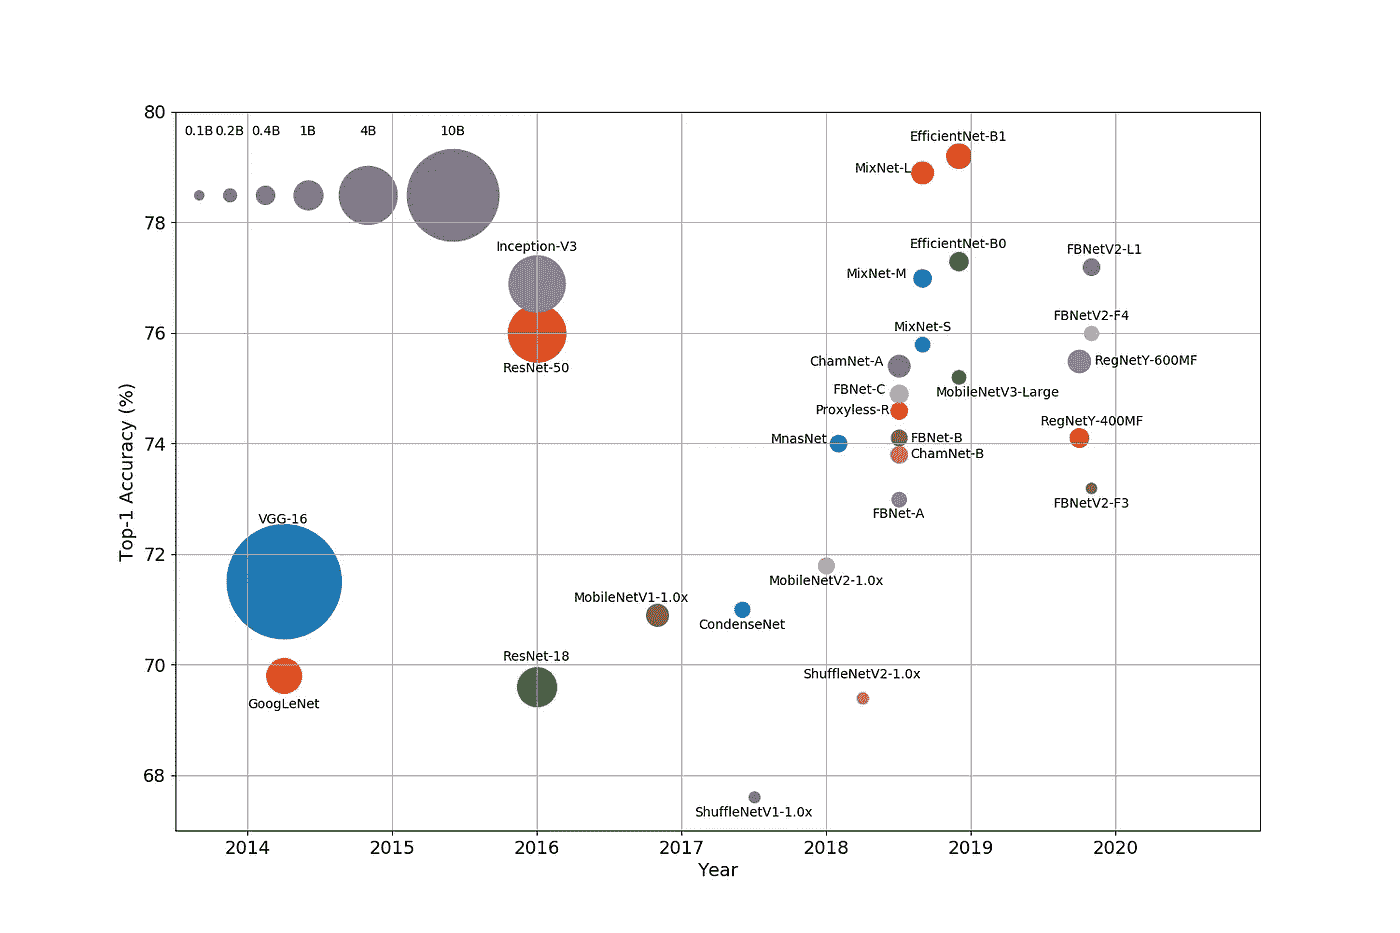 80
0.1B 0.2B 0.4B 1B 4B 10B
EfficientNet-B1
MixNet-L
78
Inception-V3
EfficientNet-B0
FBNetV2-L1
MixNet-M
FBNetV2-F4
MixNet-S
76
ChamNet-A
RegNetY-600MF
ResNet-50
FBNet-C
MobileNetV3-Large
Proxyless-R
RegNetY-400MF
MnasNet
FBNet-B
74
ChamNet-B
FBNetV2-F3
FBNet-A
VGG-16
72
MobileNetV2-1.0x
MobileNetV1-1.0x
CondenseNet
ResNet-18
70
ShuffleNetV2-1.0x
GoogLeNet
68
ShuffleNetV1-1.0x
Top-1 Accuracy (%)
2014 2015 2016 2017 2018 2019 2020
Year